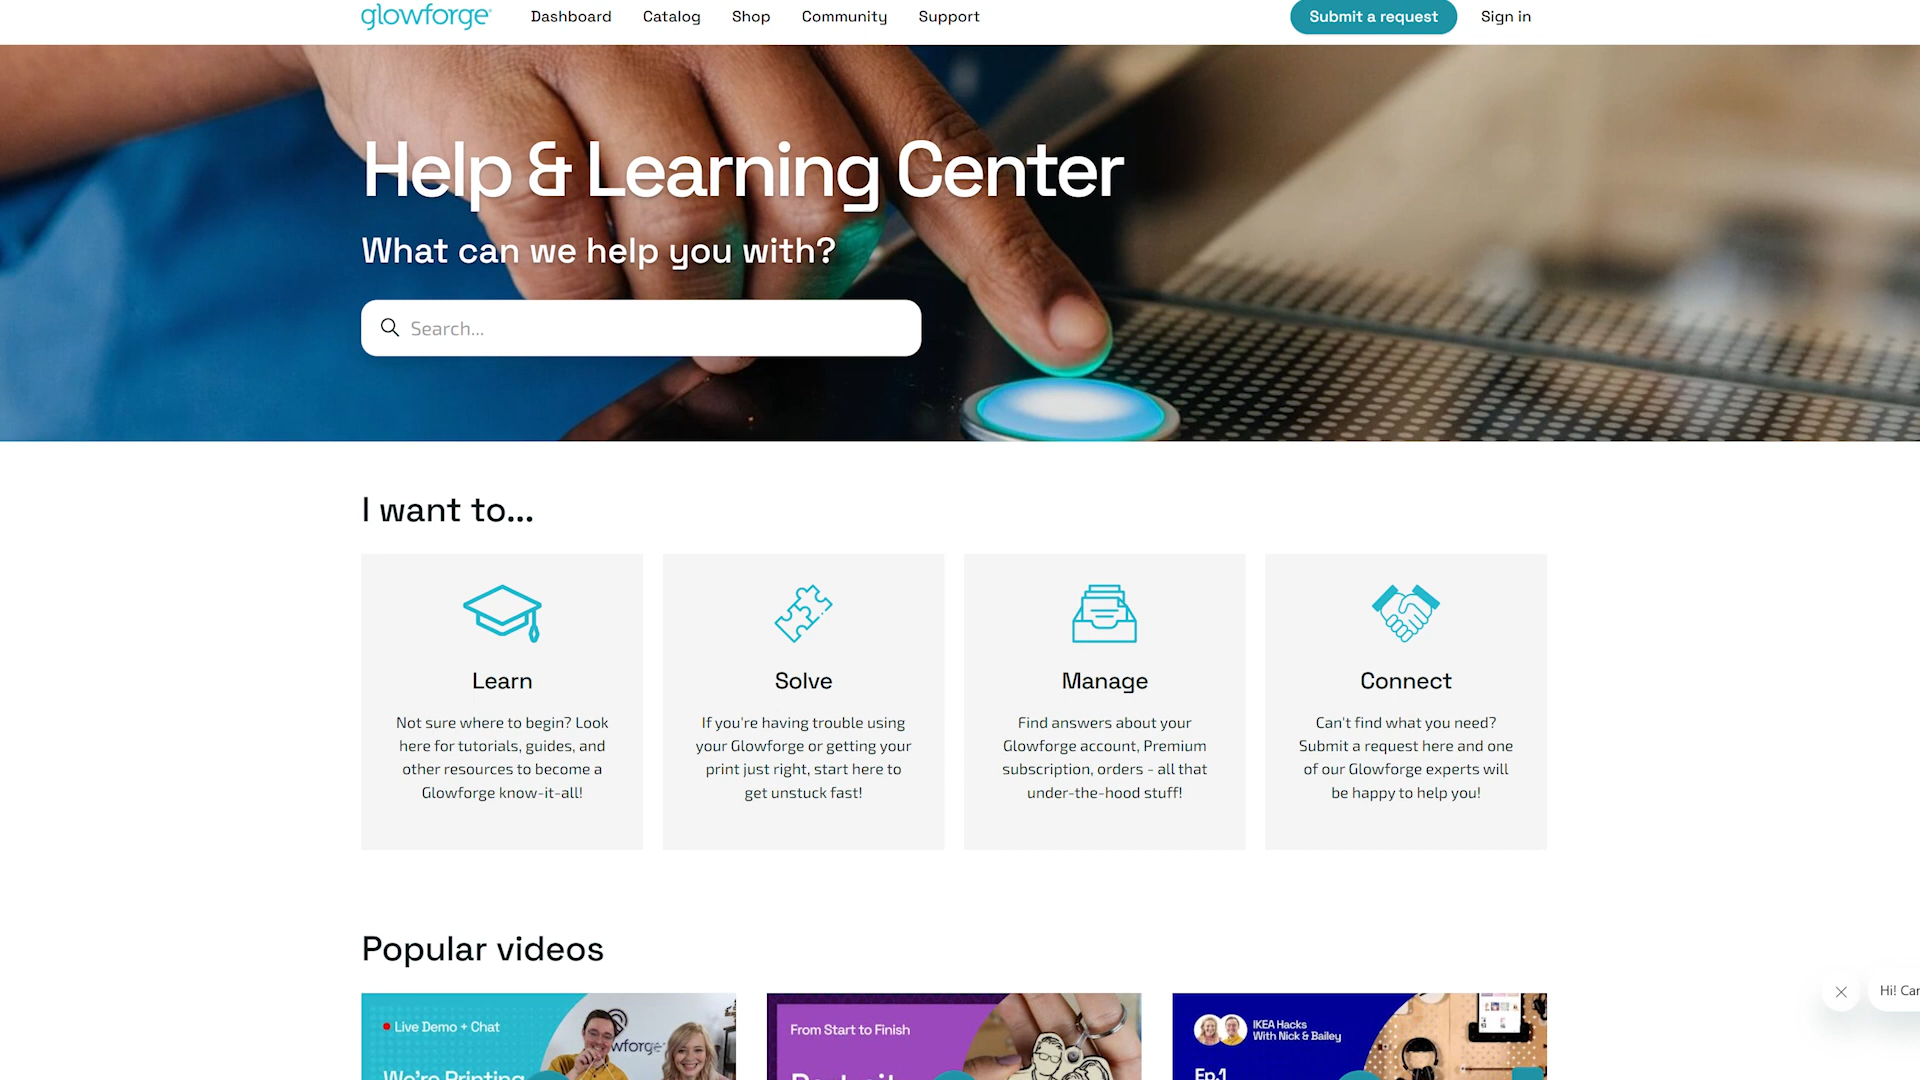 glowforge
Dashboard Catalog Shop Community Support Submit a request Sign in
Help & Learning Center
What can we help you with?
Search...
I want to...
Learn
Not sure where to begin? Look
here for tutorials, guides, and
other resources to become a
Glowforge know-it-all!
Solve
If you're having trouble using
your Glowforge or getting your
print just right, start here to
get unstuck fast!
Manage
Find answers about your
Glowforge account, Premium
subscription, orders - all that
under-the-hood stuff!
Connect
Can't find what you need?
Submit a request here and one
of our Glowforge experts will
be happy to help you!
Popular videos
Live Demo + Chat
We're Printing
From Start to Finish
IKEA Hacks
With Nick & Bailey
Ep.1
Hi!